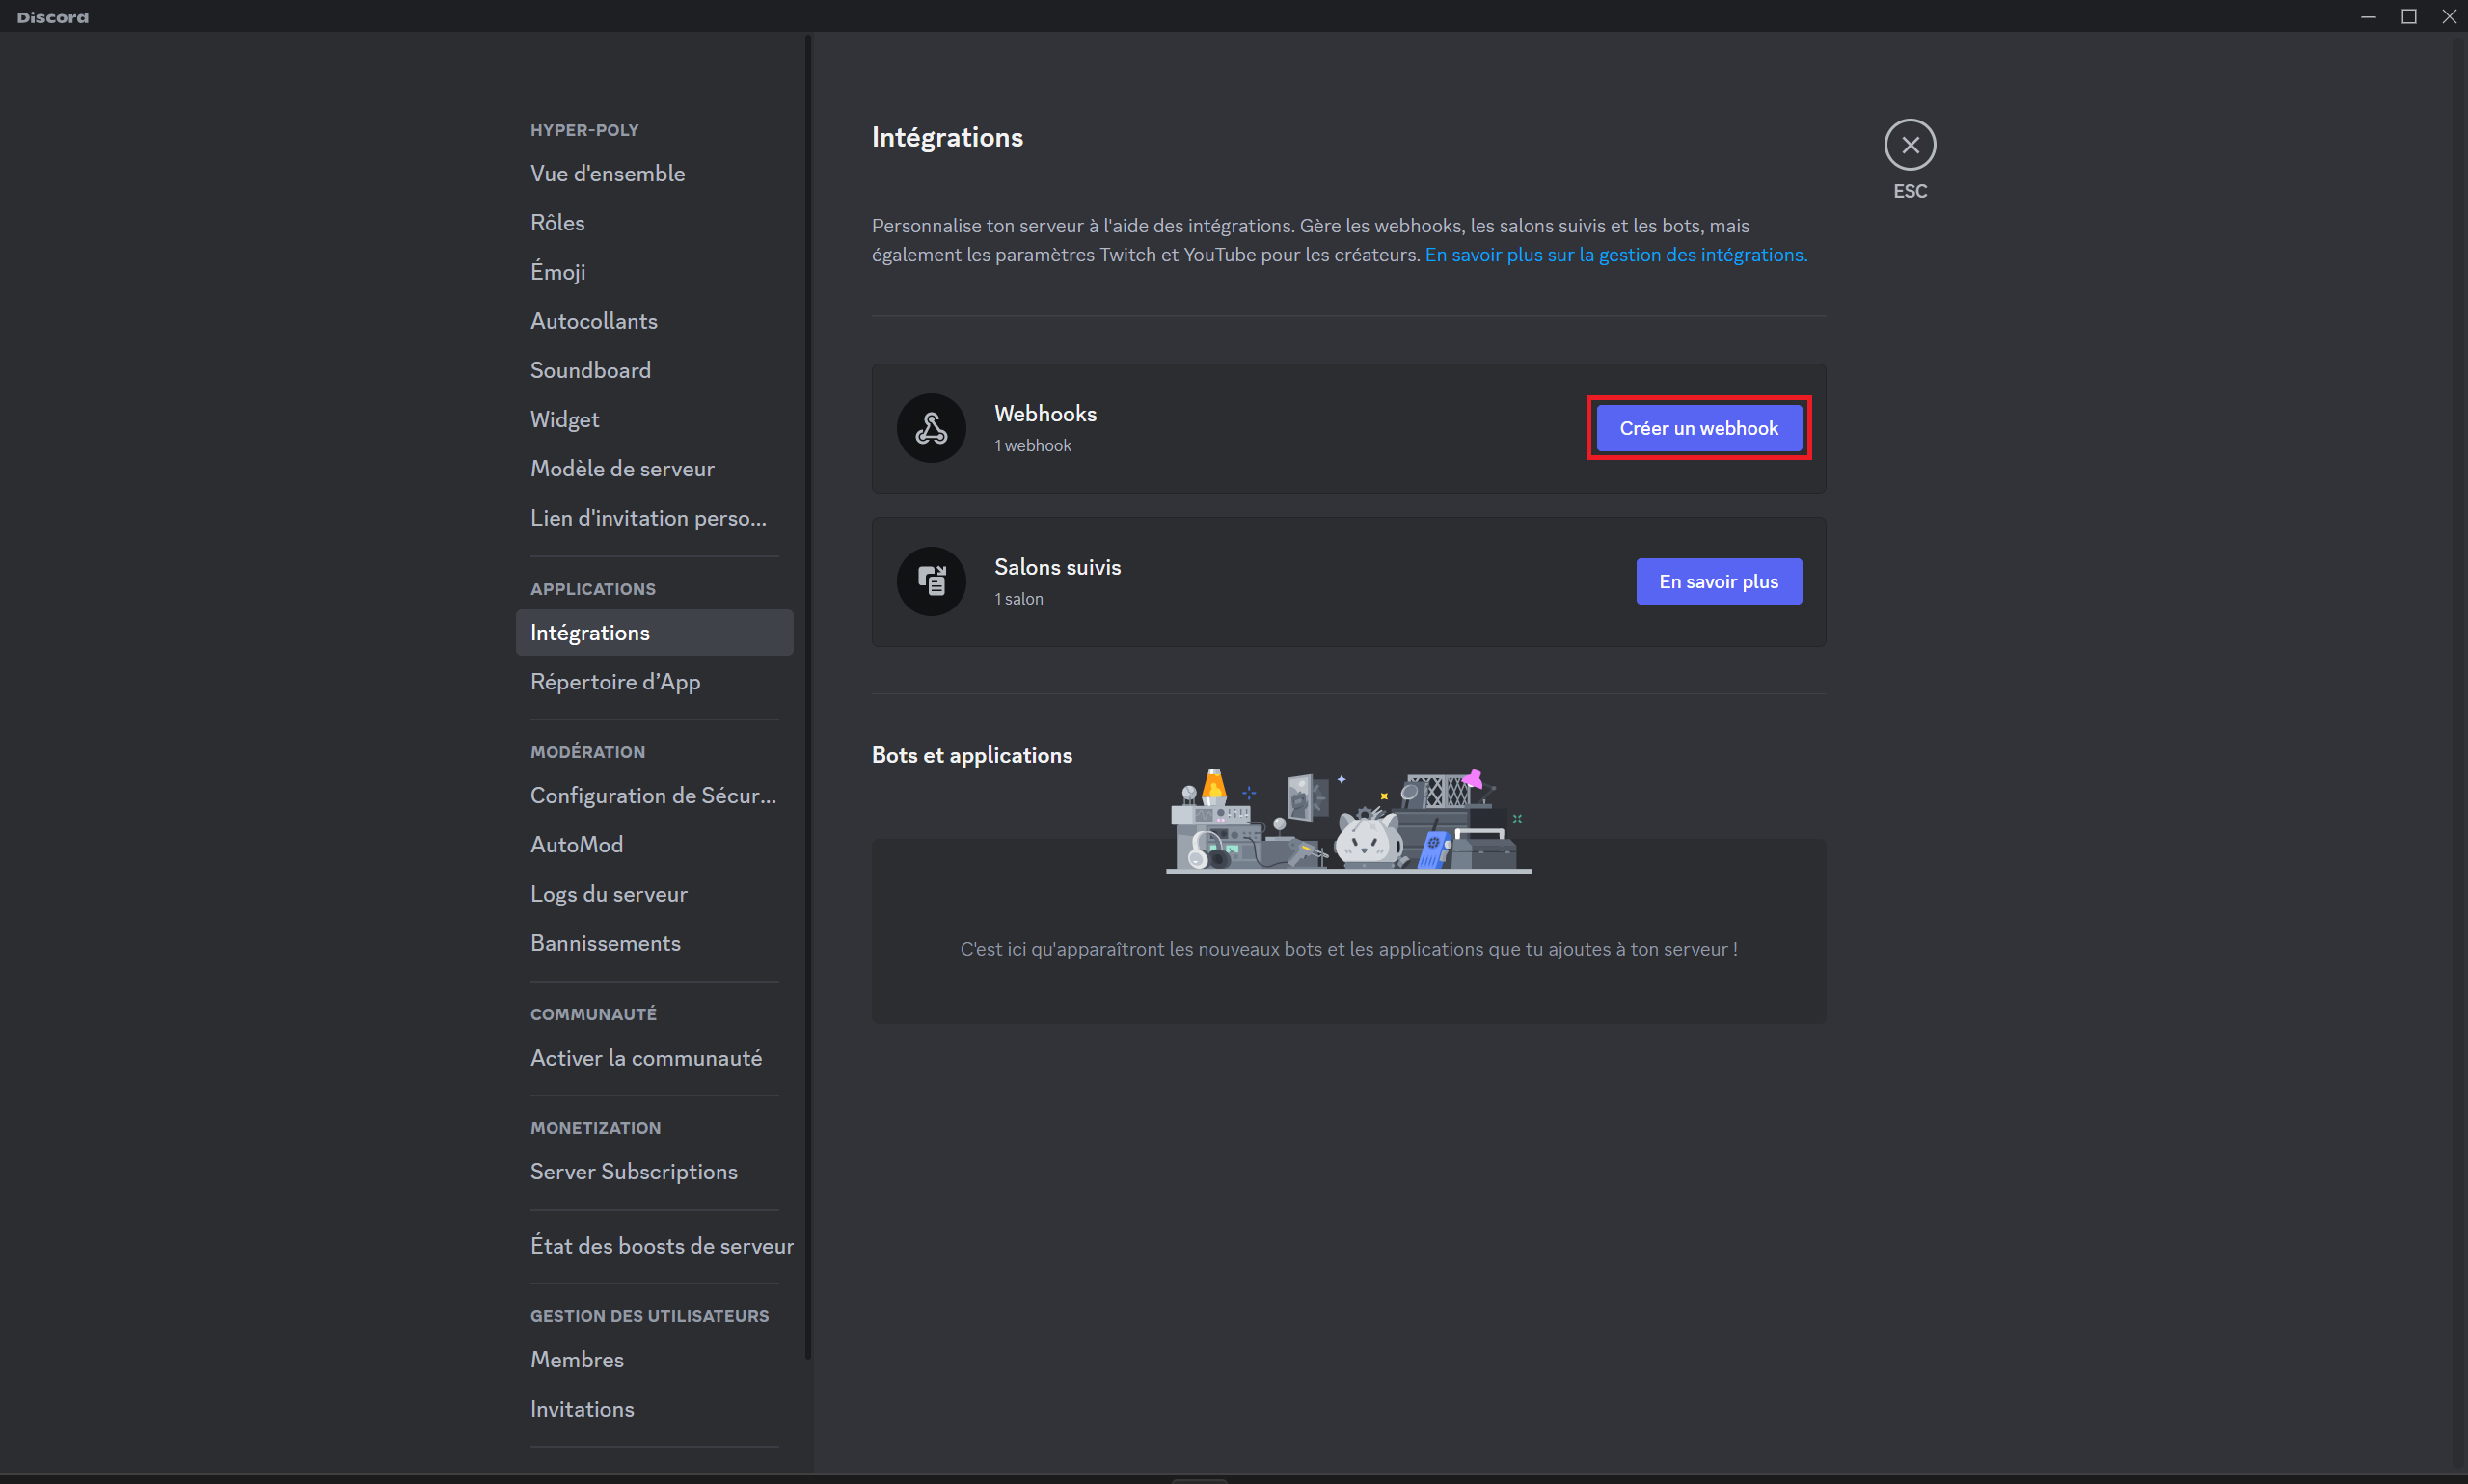 Discord
HYPER-POLY
Vue d'ensemble
Rôles
Émoji
Autocollants
Soundboard
Widget
Modèle de serveur
Lien d'invitation perso...
APPLICATIONS
Intégrations
Répertoire d’App
MODÉRATION
Configuration de Sécur...
AutoMod
Logs du serveur
Bannissements
COMMUNAUTÉ
Activer la communauté
MONETIZATION
Server Subscriptions
État des boosts de serveur
GESTION DES UTILISATEURS
Membres
Invitations
Intégrations
ESC
Personnalise ton serveur à l'aide des intégrations. Gère les webhooks, les salons suivis et les bots, mais
également les paramètres Twitch et YouTube pour les créateurs. En savoir plus sur la gestion des intégrations.
Webhooks
1 webhook
Créer un webhook
Salons suivis
1 salon
En savoir plus
Bots et applications
C'est ici qu'apparaîtront les nouveaux bots et les applications que tu ajoutes à ton serveur !